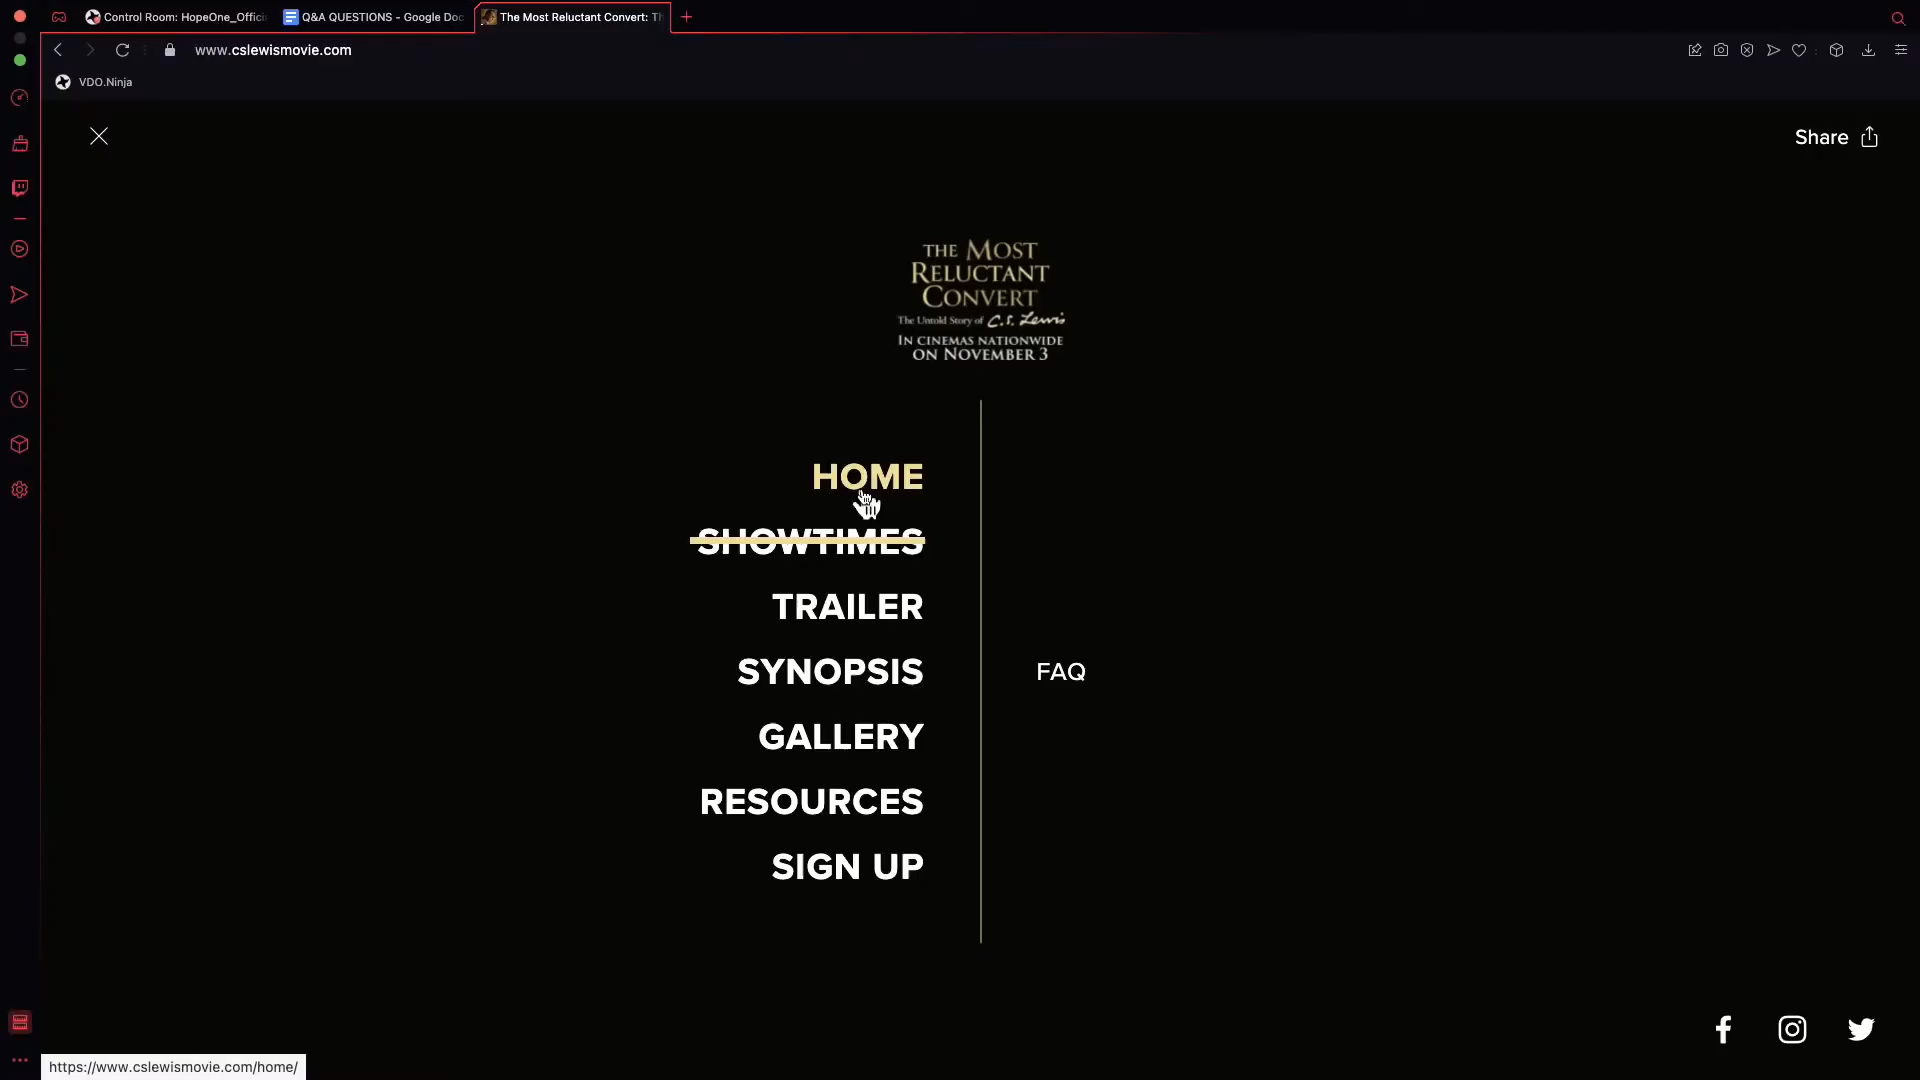 Control Room: HopeOne_Offici
Q&A QUESTIONS - Google Doc
The Most Reluctant Convert: Th
www.cslewismovie.com
VDO.Ninja
Share
THE MOST
RELUCTANT
CONVERT
The Untold Story of C.S. Lewis
IN CINEMAS NATIONWIDE
ON NOVEMBER 3
HOME
SHOWTIMES
TRAILER
SYNOPSIS
FAQ
GALLERY
RESOURCES
SIGN UP
https://www.cslewismovie.com/home/